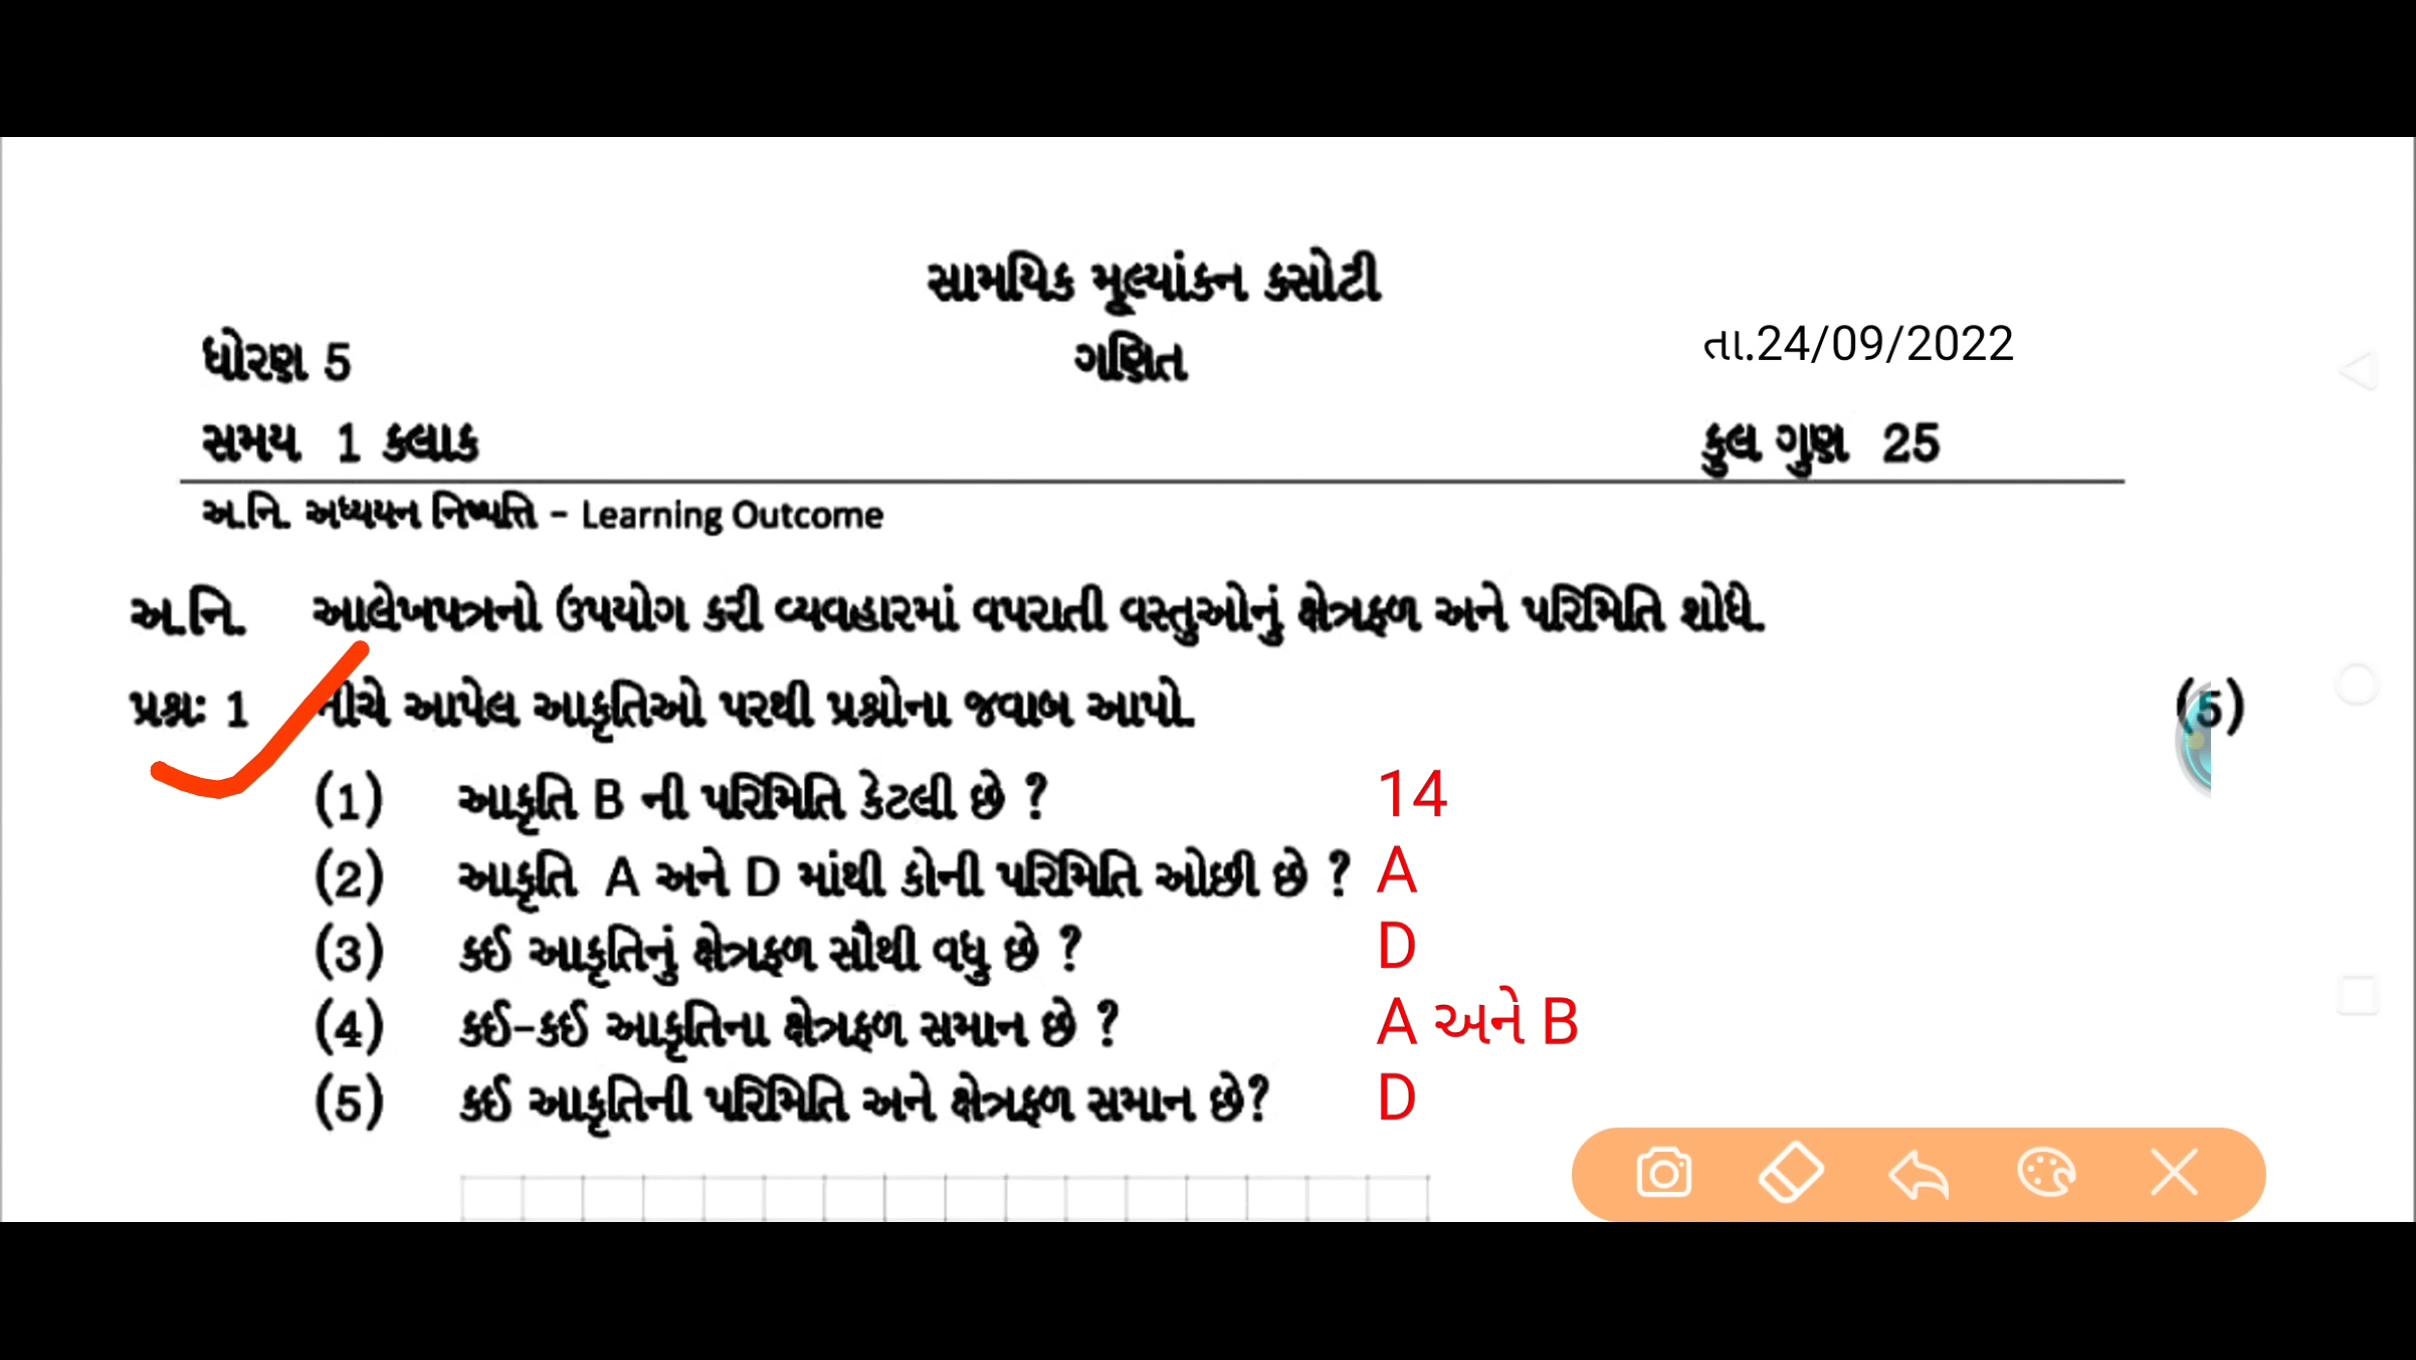 સામયિક મૂલ્યાંકન કસોટી
ધોરણ 5 ગણિત તા.24/09/2022
સમય 1 કલાક કુલ ગુણ 25
અ.નિ. અધ્યયન નિષ્પત્તિ – Learning Outcome
અ.નિ. આલેખપત્રનો ઉપયોગ કરી વ્યવહારમાં વપરાતી વસ્તુઓનું ક્ષેત્રફળ અને પરિમિતિ શોધે.
પ્રશ્ન: 1 નીચે આપેલ આકૃતિઓ પરથી પ્રશ્નોના જવાબ આપો. (5)
(1) આકૃતિ B ની પરિમિતિ કેટલી છે ? 14
(2) આકૃતિ A અને D માંથી કોની પરિમિતિ ઓછી છે ? A
(3) કઈ આકૃતિનું ક્ષેત્રફળ સૌથી વધુ છે ? D
(4) કઈ-કઈ આકૃતિના ક્ષેત્રફળ સમાન છે ? A અને B
(5) કઈ આકૃતિની પરિમિતિ અને ક્ષેત્રફળ સમાન છે? D